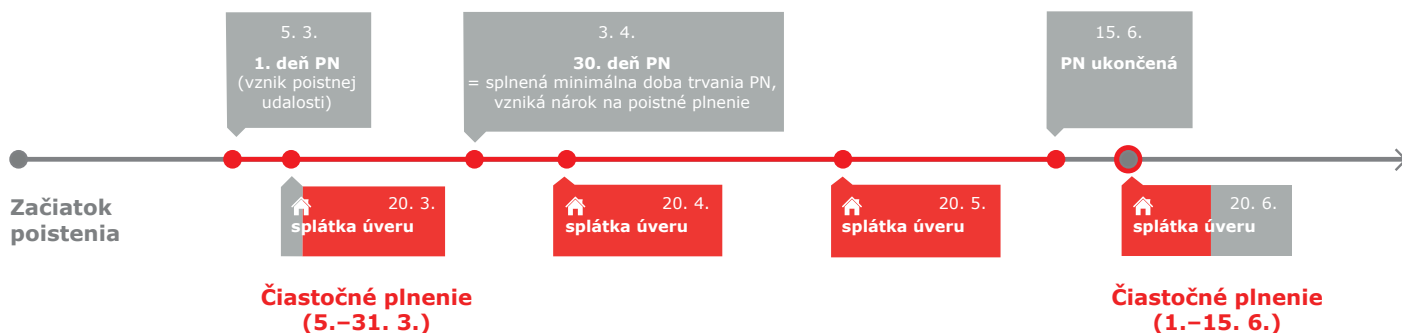 5. 3.
1. deň PN
(vznik poistnej
udalosti)
3. 4.
30. deň PN
= splnená minimálna doba trvania PN,
vzniká nárok na poistné plnenie
15. 6.
PN ukončená
Začiatok
poistenia
20. 3.
splátka úveru
20. 4.
splátka úveru
20. 5.
splátka úveru
20. 6.
splátka úveru
Čiastočné plnenie
(5.–31. 3.)
Čiastočné plnenie
(1.–15. 6.)